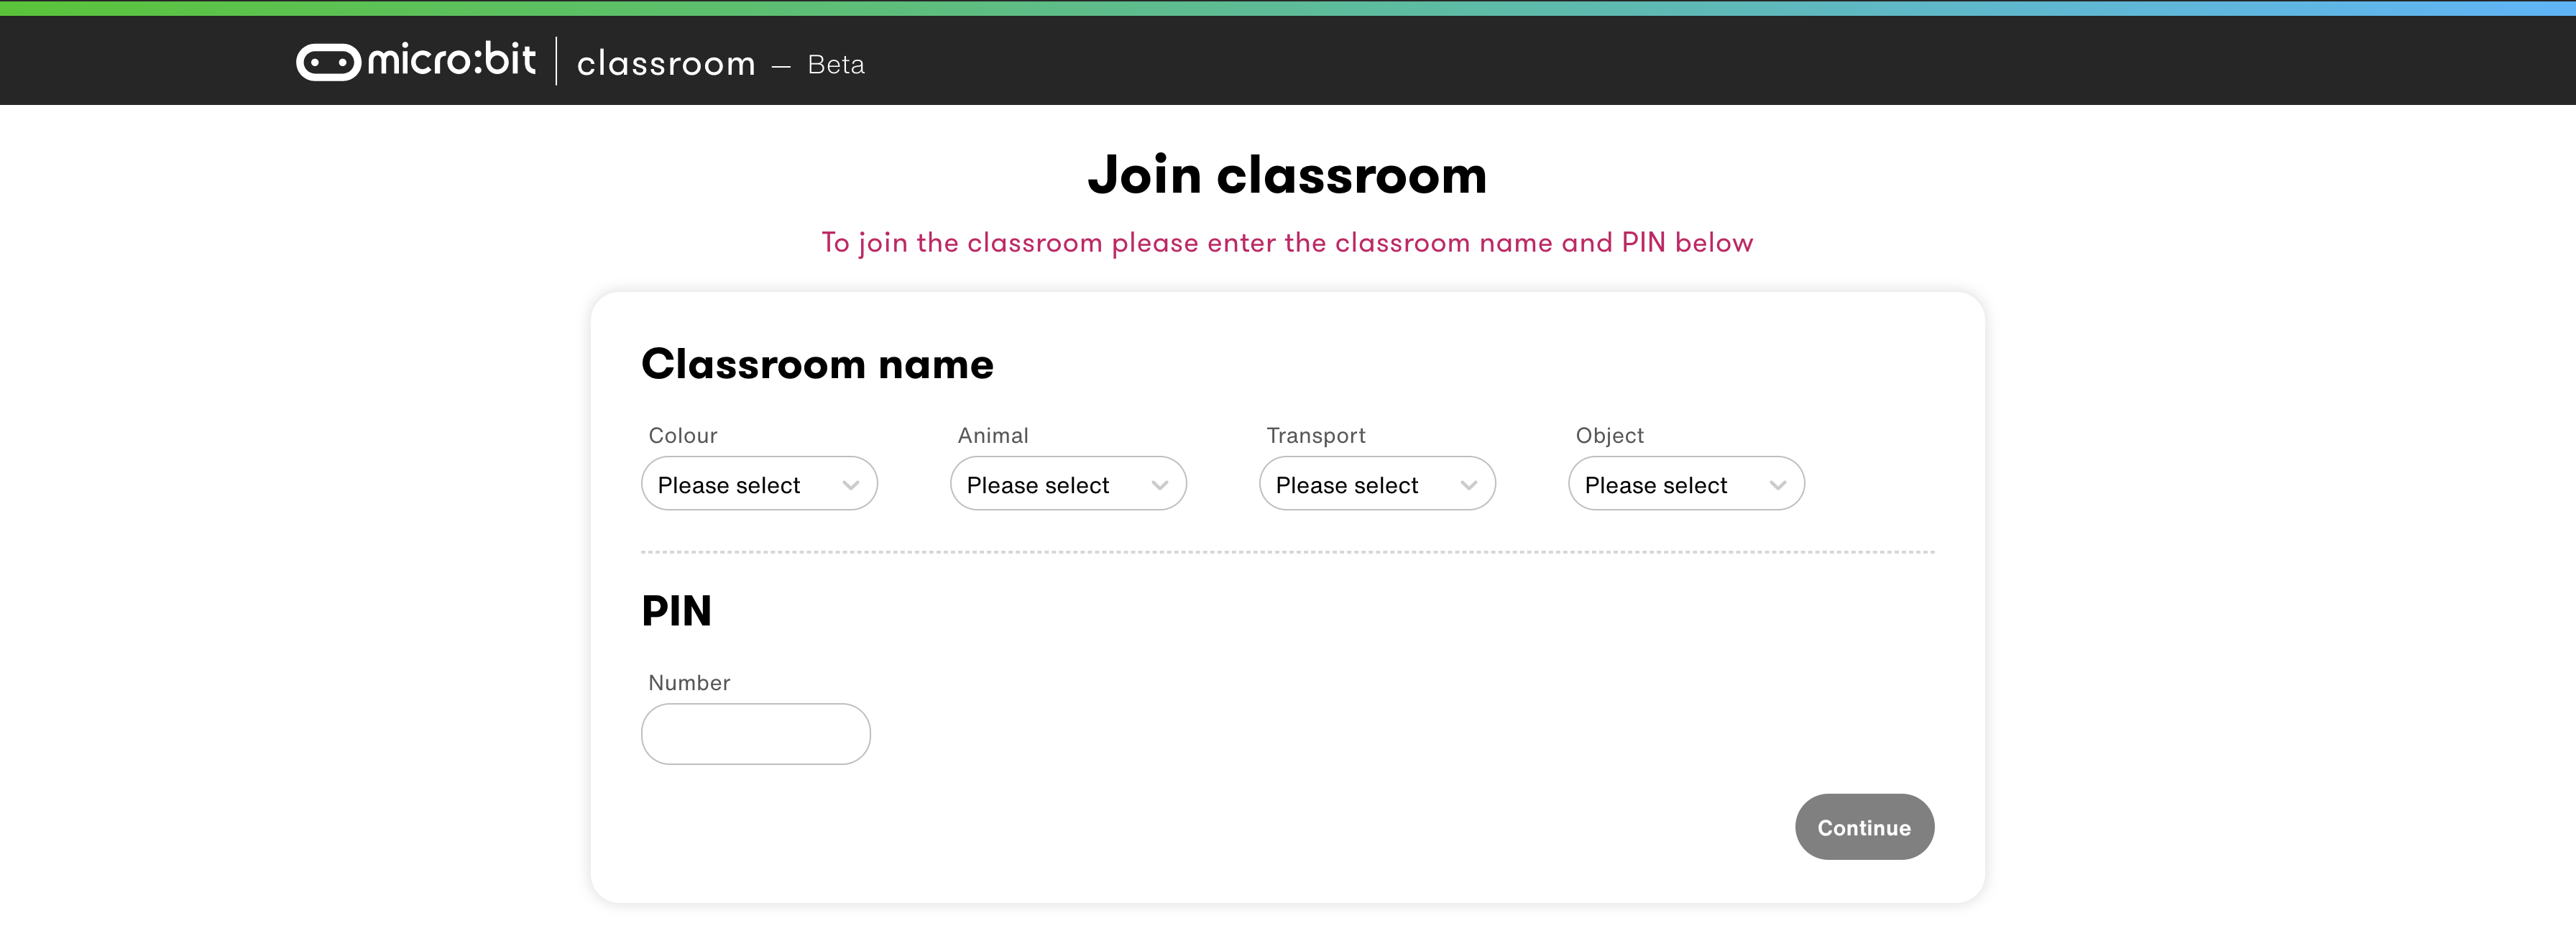 micro:bit classroom — Beta
Join classroom
To join the classroom please enter the classroom name and PIN below
Classroom name
Colour Animal Transport Object
Please select Please select Please select Please select
PIN
Number
Continue